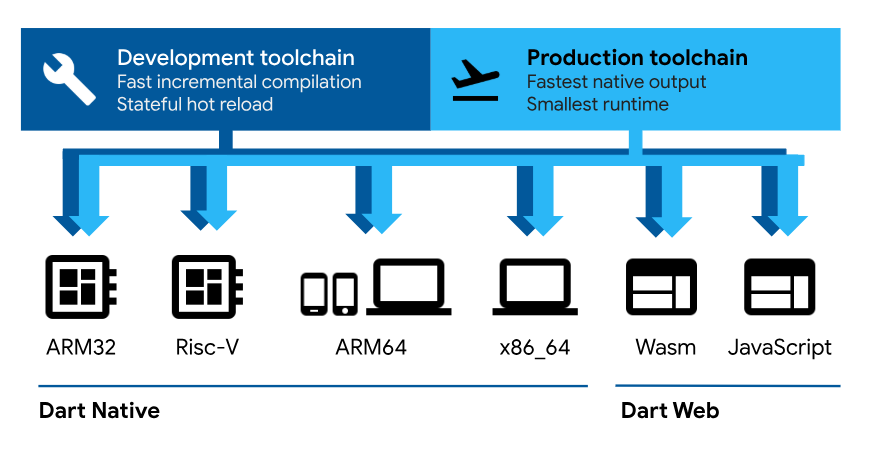 Development toolchain
Fast incremental compilation
Stateful hot reload
Production toolchain
Fastest native output
Smallest runtime
ARM32
Risc-V
ARM64
x86_64
Wasm
JavaScript
Dart Native
Dart Web